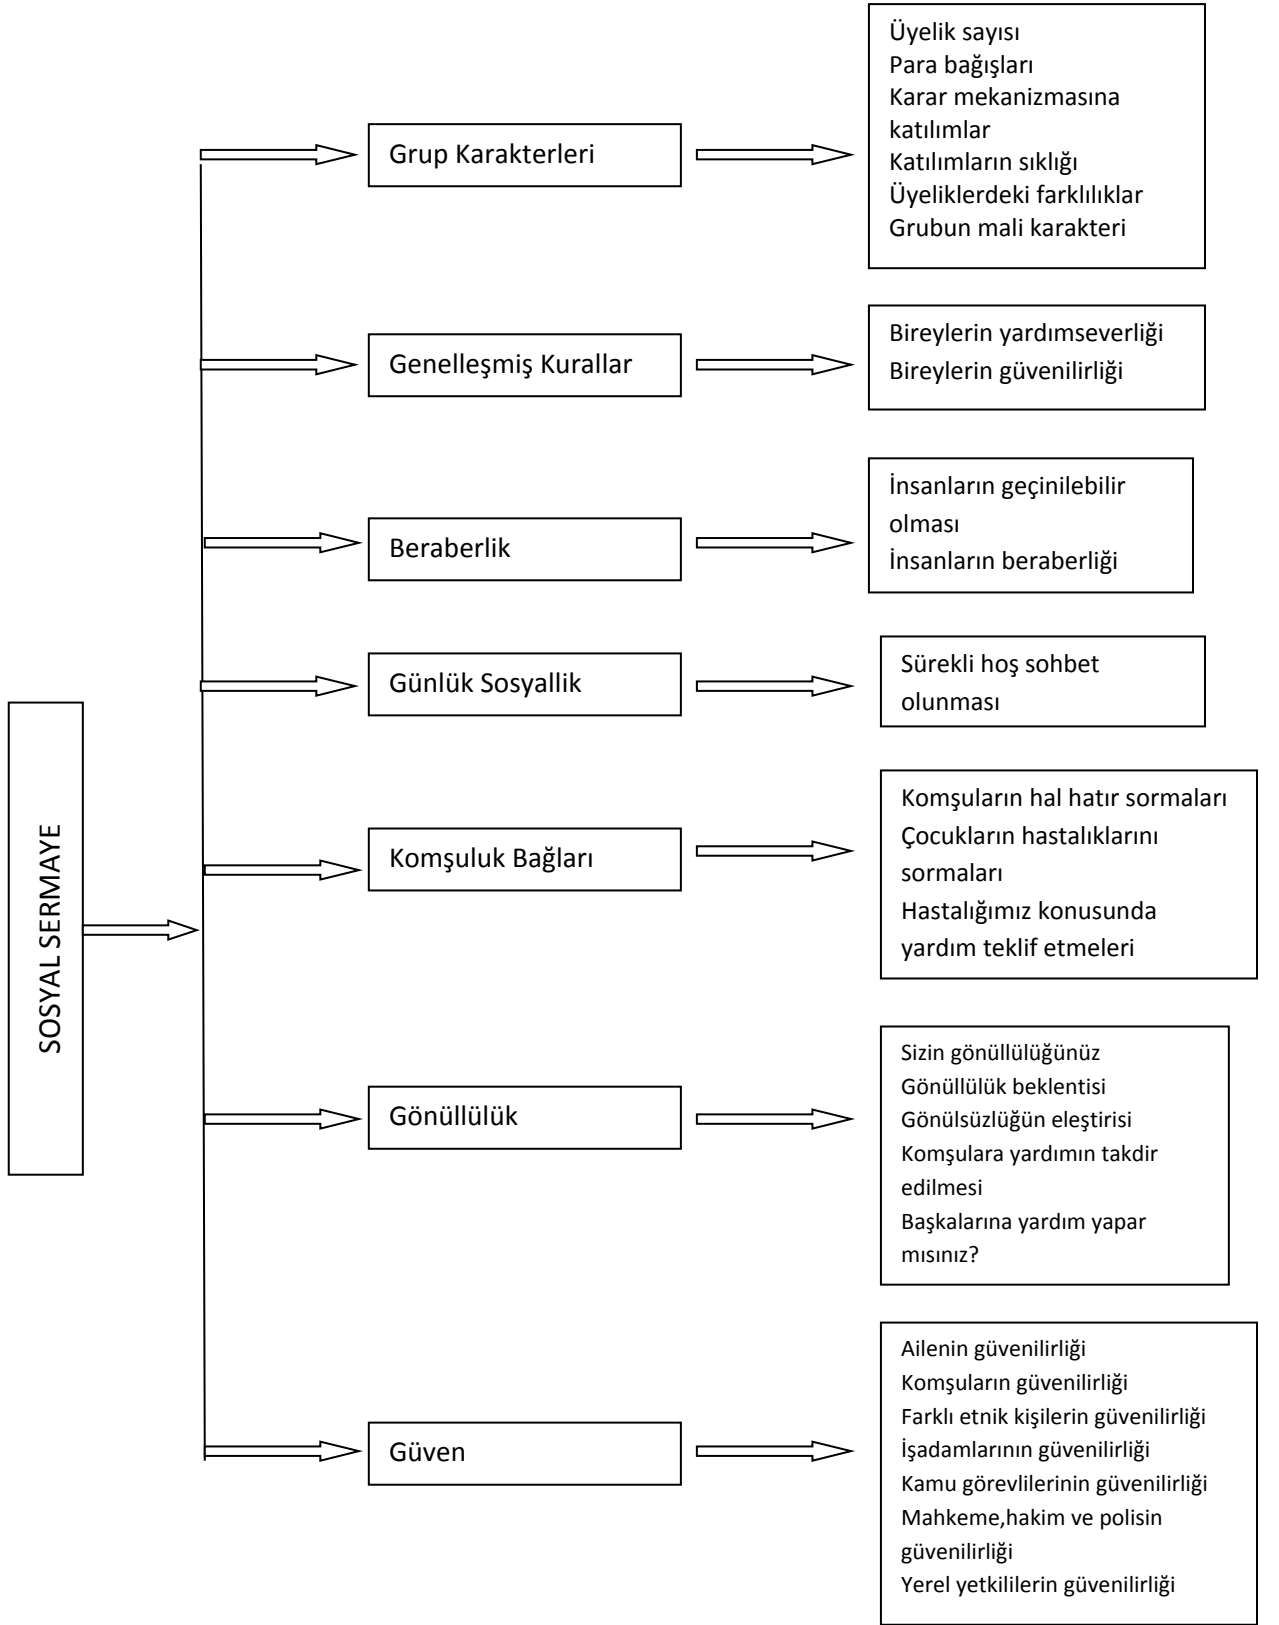 SOSYAL SERMAYE
Grup Karakterleri
Üyelik sayısı
Para bağışları
Karar mekanizmasına
katılımlar
Katılımların sıklığı
Üyeliklerdeki farklılıklar
Grubun mali karakteri
Genelleşmiş Kurallar
Bireylerin yardımseverliği
Bireylerin güvenilirliği
Beraberlik
İnsanların geçinilebilir
olması
İnsanların beraberliği
Günlük Sosyallik
Sürekli hoş sohbet
olunması
Komşuluk Bağları
Komşuların hal hatır sormaları
Çocukların hastalıklarını
sormaları
Hastalığımız konusunda
yardım teklif etmeleri
Gönüllülük
Sizin gönüllülüğünüz
Gönüllülük beklentisi
Gönülsüzlüğün eleştirisi
Komşulara yardımın takdir
edilmesi
Başkalarına yardım yapar
mısınız?
Güven
Ailenin güvenilirliği
Komşuların güvenilirliği
Farklı etnik kişilerin güvenilirliği
İşadamlarının güvenilirliği
Kamu görevlilerinin güvenilirliği
Mahkeme,hakim ve polisin
güvenilirliği
Yerel yetkililerin güvenilirliği